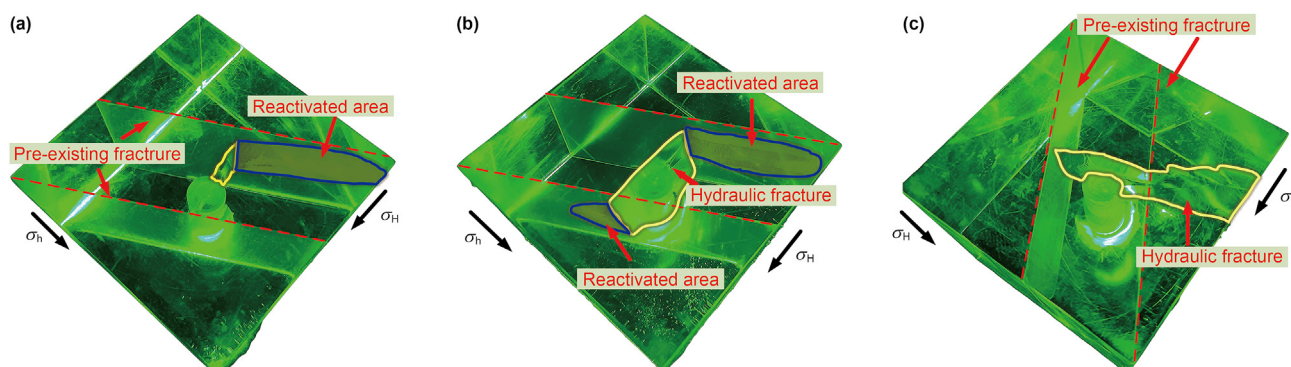 (a)
Reactivated area
Pre-existing fractrure
σh
σH
(b)
Reactivated area
Hydraulic fracture
Reactivated area
σh
σH
(c)
Pre-existing fracture
Hydraulic fracture
σH
σ